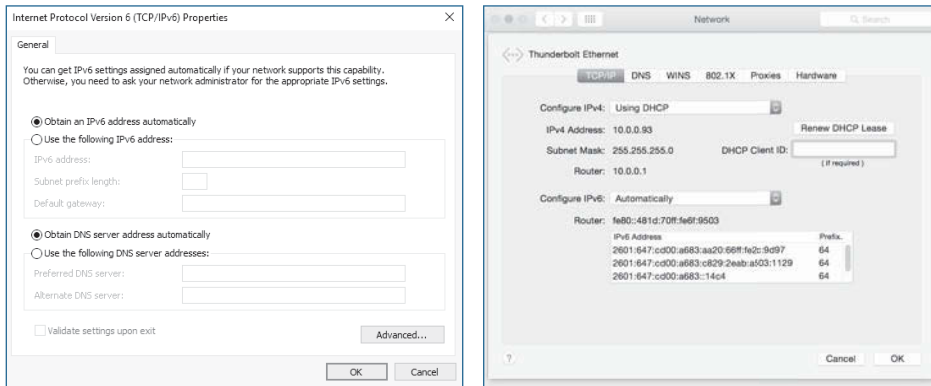 Internet Protocol Version 6 (TCP/IPv6) Properties
General
You can get IPv6 settings assigned automatically if your network supports this capability.
Otherwise, you need to ask your network administrator for the appropriate IPv6 settings.
Obtain an IPv6 address automatically
Use the following IPv6 address:
IPv6 address:
Subnet prefix length:
Default gateway:
Obtain DNS server address automatically
Use the following DNS server addresses:
Preferred DNS server:
Alternate DNS server:
Validate settings upon exit
Advanced...
OK Cancel
Network
Search
Thunderbolt Ethernet
TCP/IP DNS WINS 802.1X Proxies Hardware
Configure IPv4: Using DHCP
IPv4 Address: 10.0.0.93 Renew DHCP Lease
Subnet Mask: 255.255.255.0 DHCP Client ID:
( If required )
Router: 10.0.0.1
Configure IPv6: Automatically
Router: fe80::481d:70ff:fe6f:9503
IPv6 Address Prefix.
2601:647:cd00:a683:aa20:66ff:fe2c:9d97 64
2601:647:cd00:a683:c829:2eab:a503:1129 64
2601:647:cd00:a683::14c4 64
?
Cancel OK